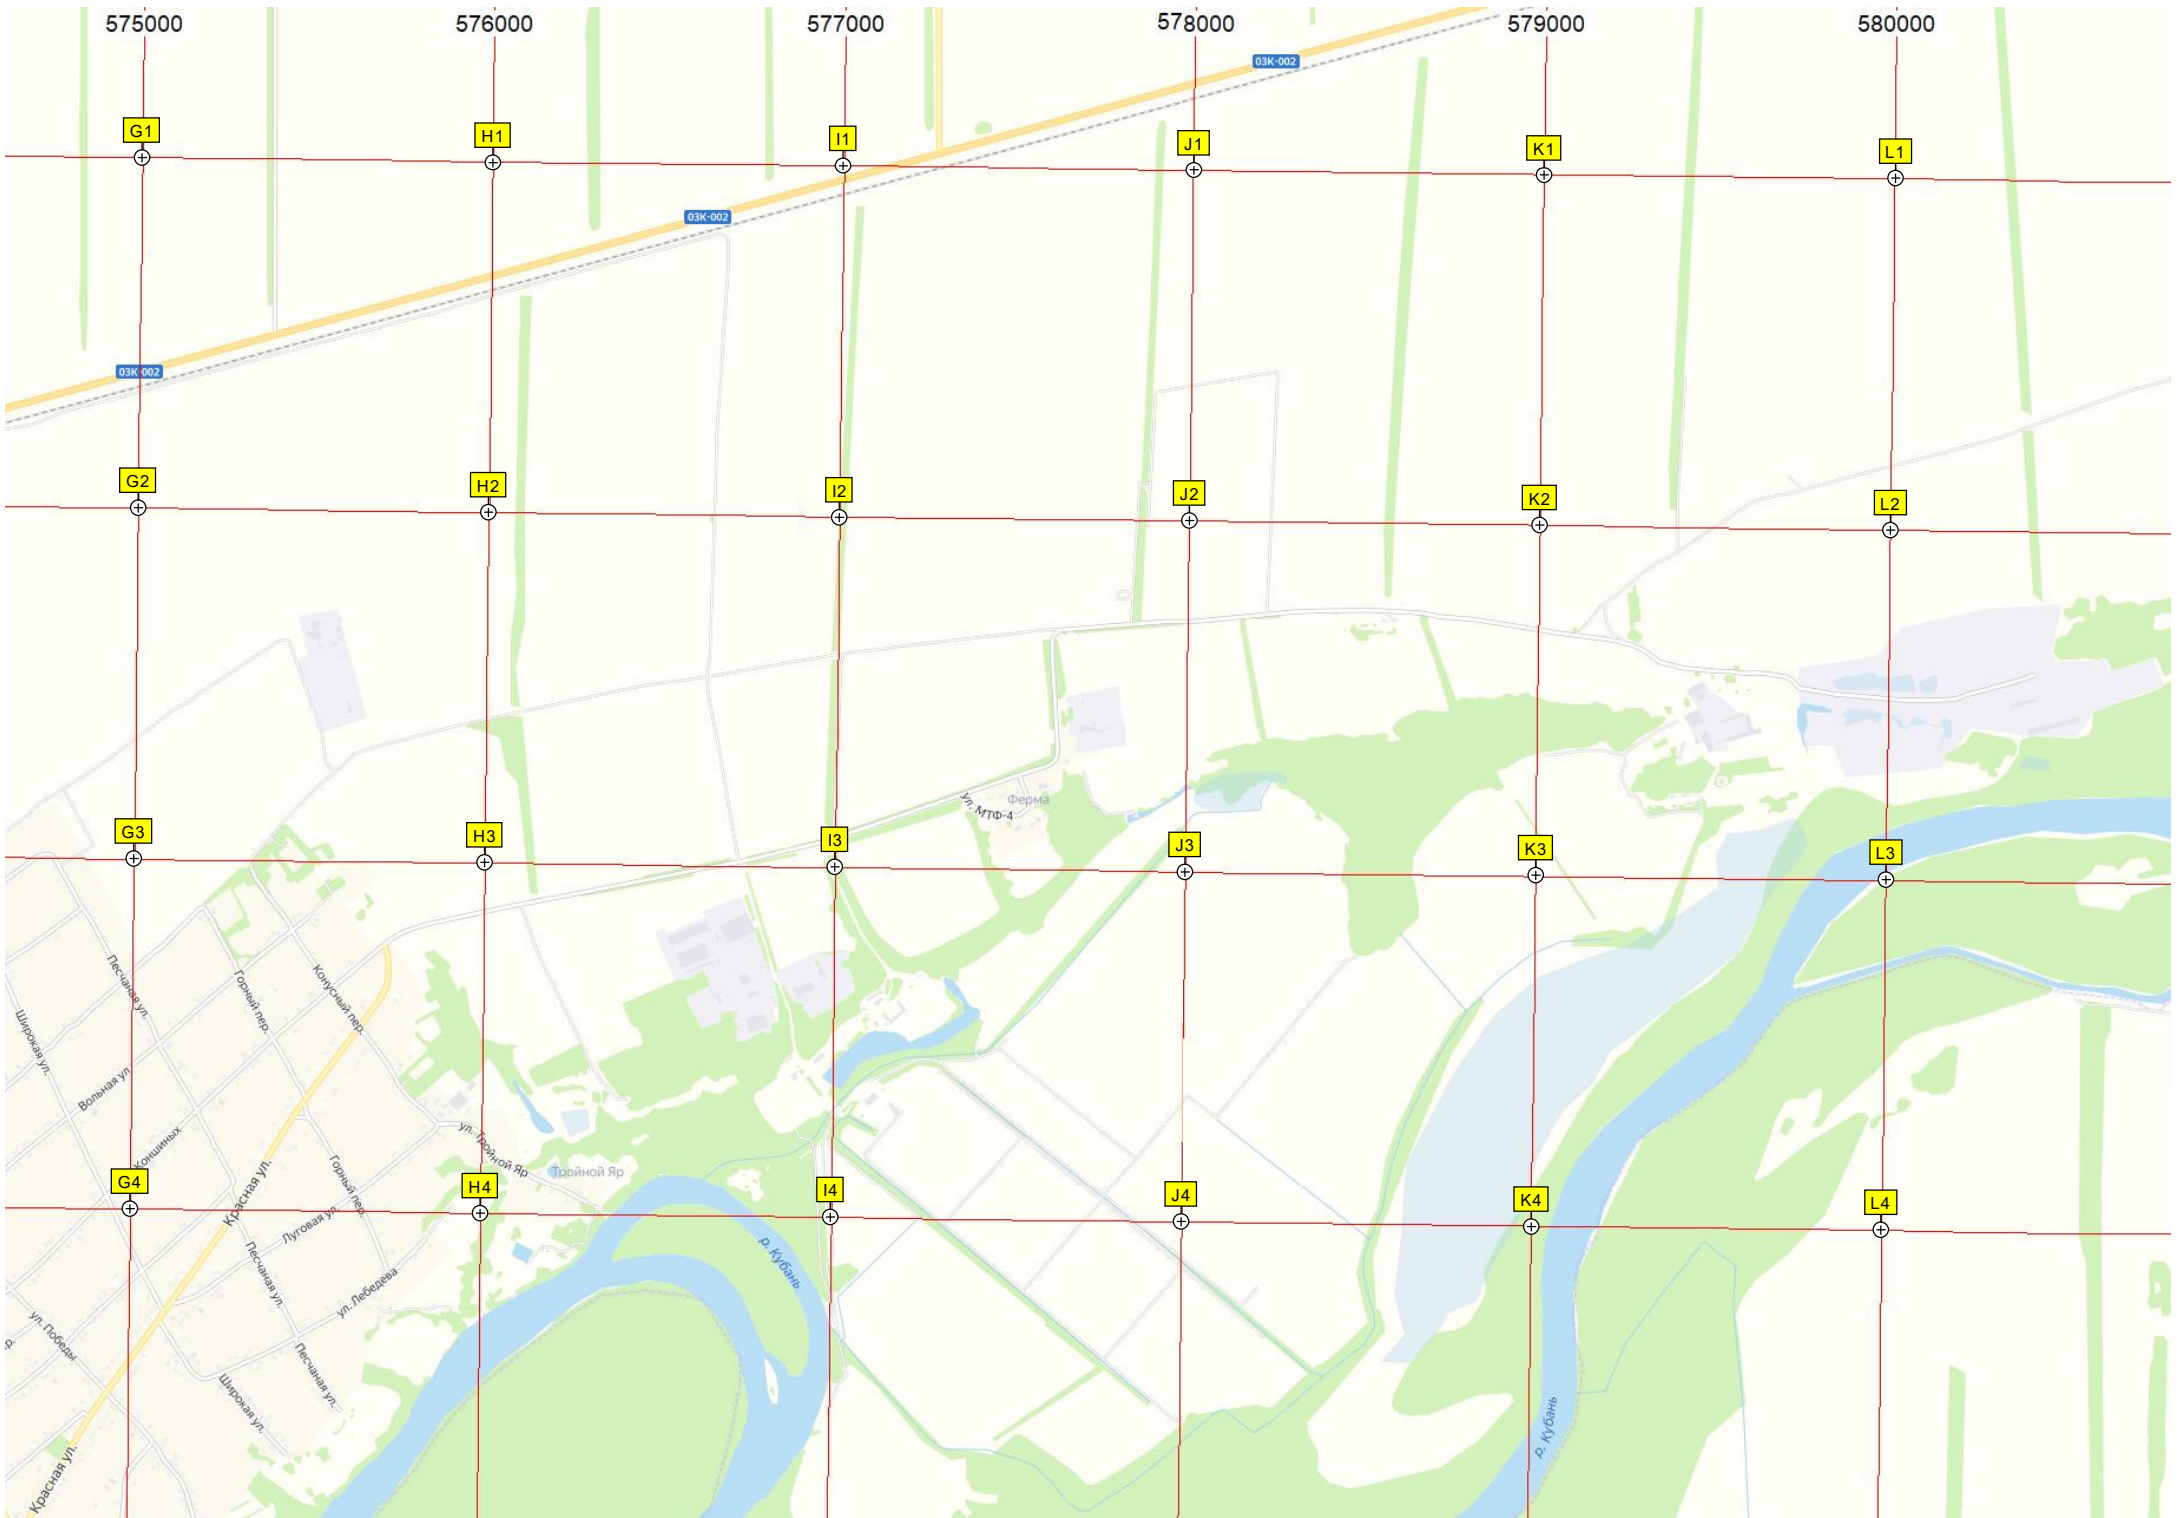 575000 576000 577000 578000 579000 580000
03К-002
G1 H1 I1 J1 K1 L1
03К-002
03К-002
G2 H2 I2 J2 K2 L2
Ферма
ул. МТФ-4
G3 H3 I3 J3 K3 L3
Песчаная ул.
Горный пер.
Конусный пер.
Широкая ул.
Вольная ул.
Коншиных
ул. Тройной Яр
Тройной Яр
Горный пер.
Красная ул.
G4 H4 I4 J4 K4 L4
Луговая ул.
р. Кубань
Песчаная ул.
ул. Лебедева
ул. Победы
р.
Песчаная ул.
Широкая ул.
р. Кубань
Красная ул.